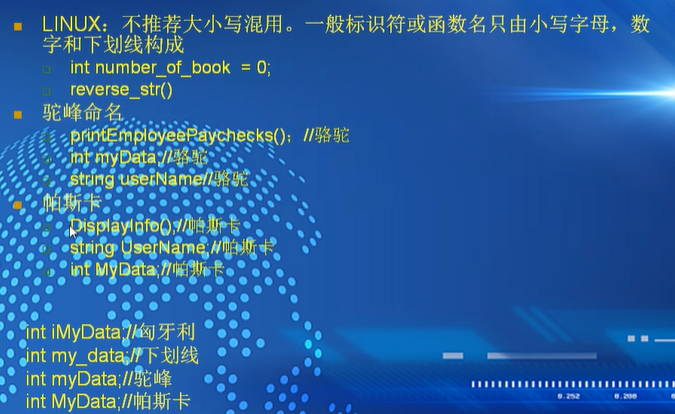 LINUX：不推荐大小写混用。一般标识符或函数名只由小写字母，数
字和下划线构成
int number_of_book  = 0;
reverse_str()
驼峰命名
printEmployeePaychecks()；//骆驼
int myData;//骆驼
string userName//骆驼
帕斯卡
DisplayInfo();//帕斯卡
string UserName;//帕斯卡
int MyData;//帕斯卡
int iMyData;//匈牙利
int my_data;//下划线
int myData;//驼峰
int MyData;//帕斯卡
0.252 0.288